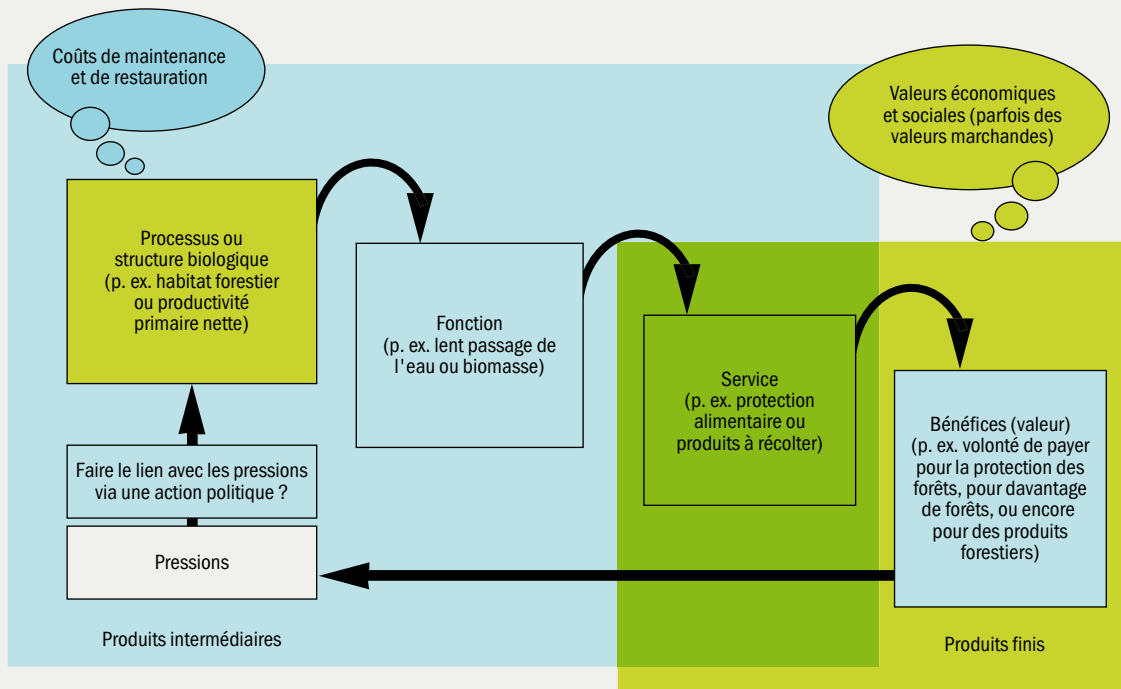 Coûts de maintenance
et de restauration
Valeurs économiques
et sociales (parfois des
valeurs marchandes)
Processus ou
structure biologique
(p. ex. habitat forestier
ou productivité
primaire nette)
Fonction
(p. ex. lent passage de
l'eau ou biomasse)
Service
(p. ex. protection
alimentaire ou
produits à récolter)
Bénéfices (valeur)
(p. ex. volonté de payer
pour la protection des
forêts, pour davantage
de forêts, ou encore
pour des produits
forestiers)
Faire le lien avec les pressions
via une action politique ?
Pressions
Produits intermédiaires
Produits finis